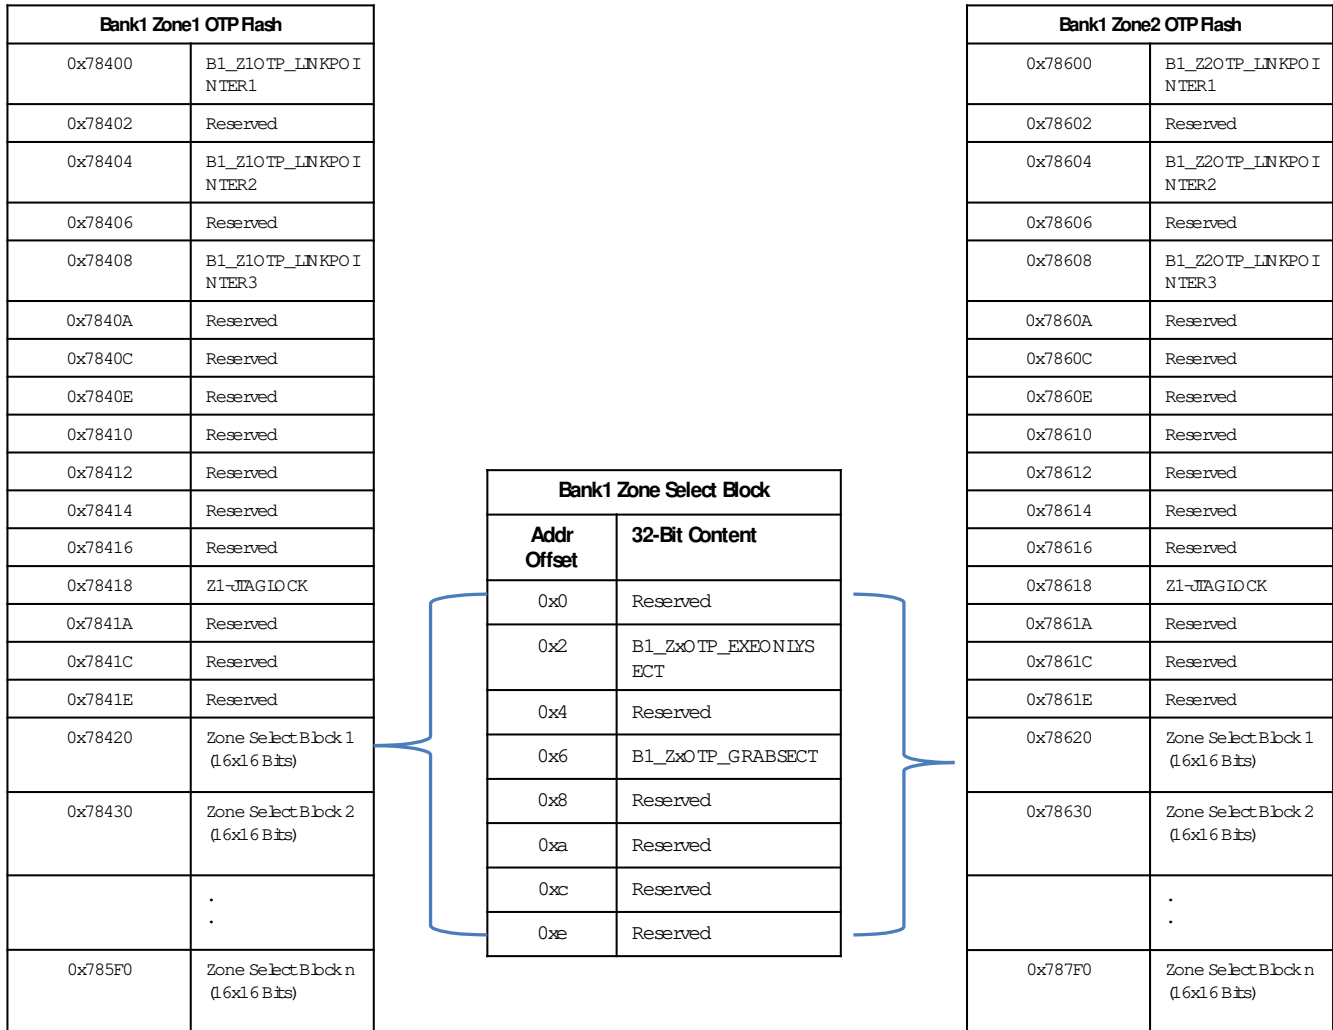 Bank1 Zone1 OTP Flash
0x78400 B1_Z1OTP_LINKPOI
NTER1
0x78402 Reserved
0x78404 B1_Z1OTP_LINKPOI
NTER2
0x78406 Reserved
0x78408 B1_Z1OTP_LINKPOI
NTER3
0x7840A Reserved
0x7840C Reserved
0x7840E Reserved
0x78410 Reserved
0x78412 Reserved
0x78414 Reserved
0x78416 Reserved
0x78418 Z1-JTAGLOCK
0x7841A Reserved
0x7841C Reserved
0x7841E Reserved
0x78420 Zone Select Block 1
(16x16 Bits)
0x78430 Zone Select Block 2
(16x16 Bits)
.
.
0x785F0 Zone Select Block n
(16x16 Bits)
Bank1 Zone Select Block
Addr 32-Bit Content
Offset
0x0 Reserved
0x2 B1_ZxOTP_EXEONLYS
ECT
0x4 Reserved
0x6 B1_ZxOTP_GRABSECT
0x8 Reserved
0xa Reserved
0xc Reserved
0xe Reserved
Bank1 Zone2 OTP Flash
0x78600 B1_Z2OTP_LINKPOI
NTER1
0x78602 Reserved
0x78604 B1_Z2OTP_LINKPOI
NTER2
0x78606 Reserved
0x78608 B1_Z2OTP_LINKPOI
NTER3
0x7860A Reserved
0x7860C Reserved
0x7860E Reserved
0x78610 Reserved
0x78612 Reserved
0x78614 Reserved
0x78616 Reserved
0x78618 Z1-JTAGLOCK
0x7861A Reserved
0x7861C Reserved
0x7861E Reserved
0x78620 Zone Select Block 1
(16x16 Bits)
0x78630 Zone Select Block 2
(16x16 Bits)
.
.
0x787F0 Zone Select Block n
(16x16 Bits)